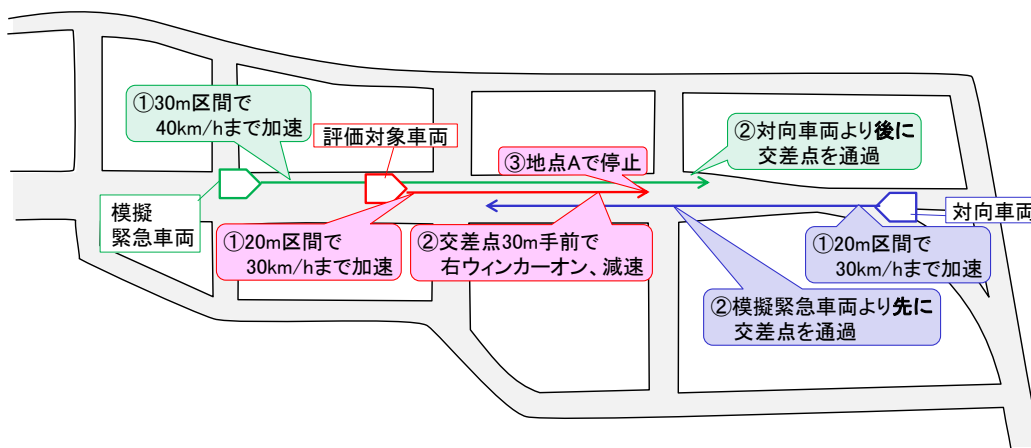 ①30m区間で
40km/hまで加速
評価対象車両
③地点Aで停止
②対向車両より後に
交差点を通過
模擬
緊急車両
①20m区間で
30km/hまで加速
②交差点30m手前で
右ウィンカーオン、減速
対向車両
①20m区間で
30km/hまで加速
②模擬緊急車両より先に
交差点を通過